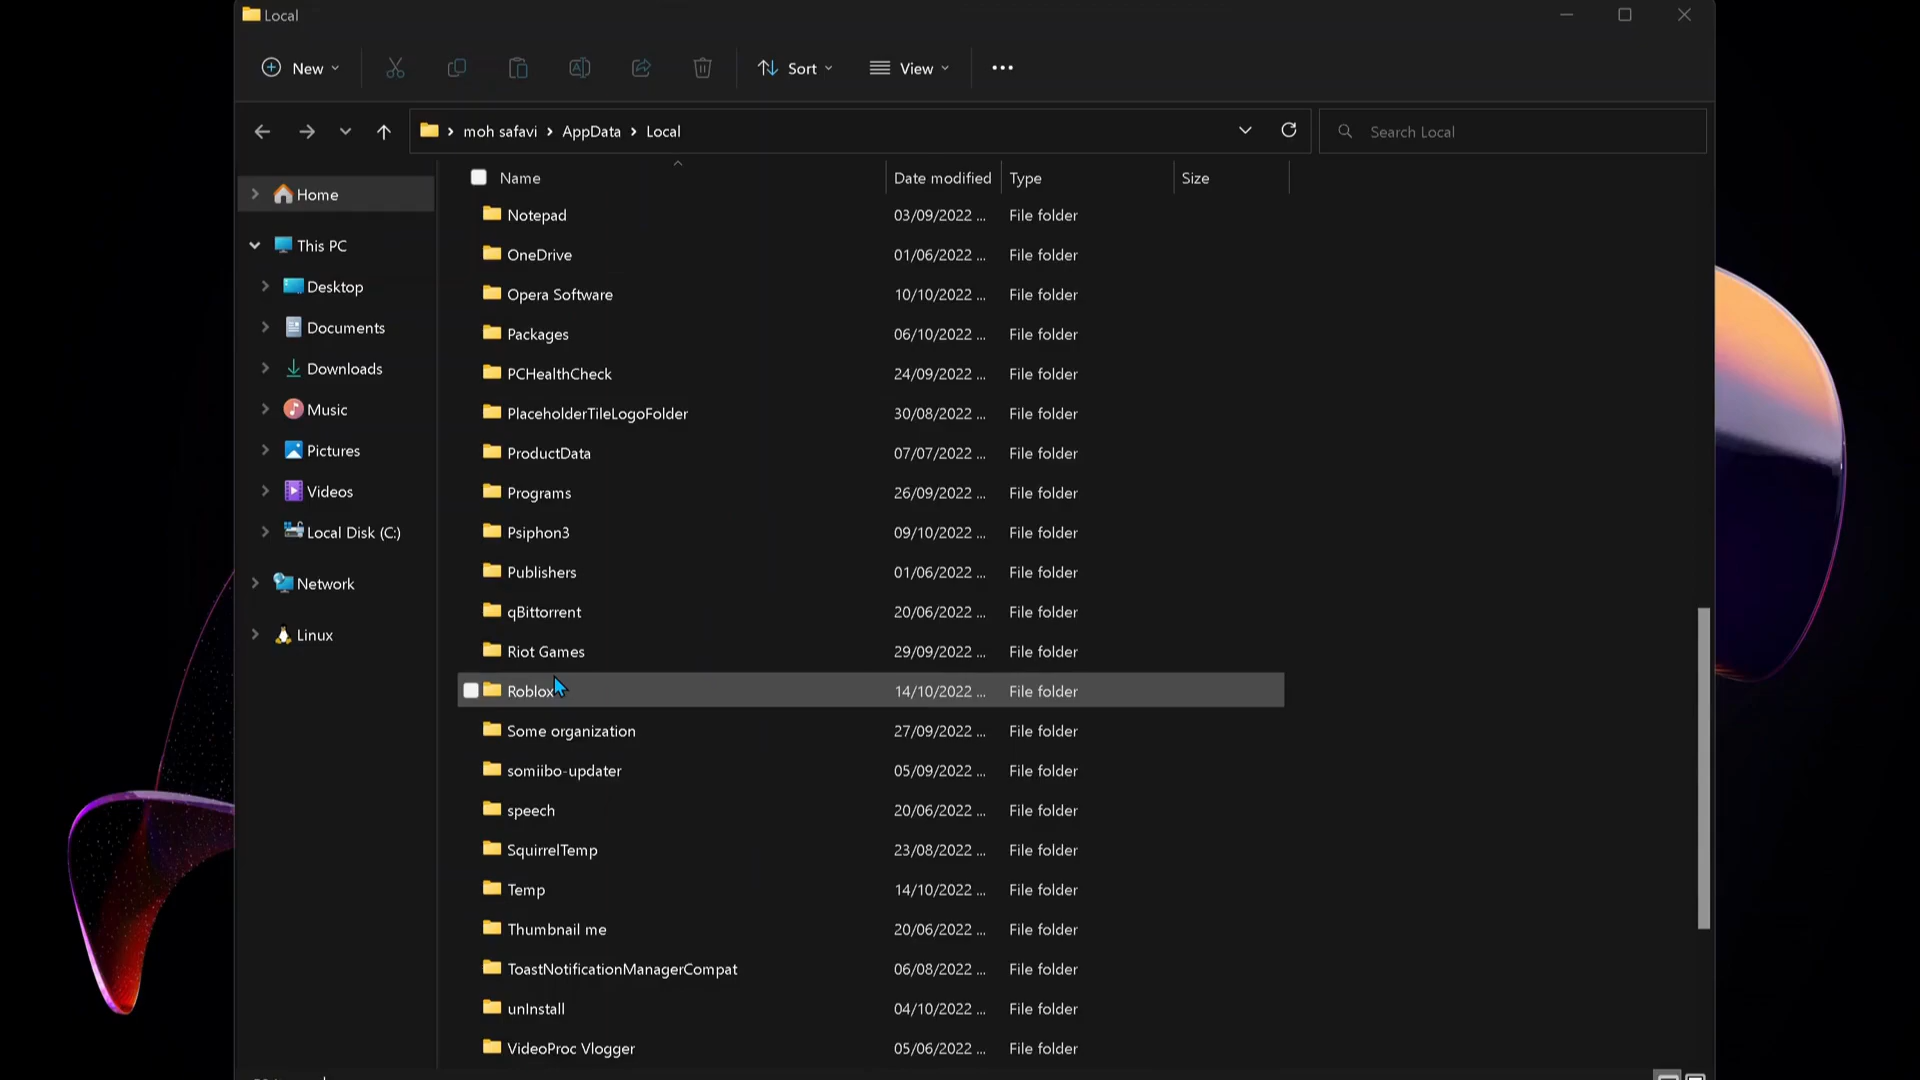 Local
New
Sort
View
moh safavi > AppData > Local
Search Local
Name Date modified Type Size
Home
This PC
Desktop
Documents
Downloads
Music
Pictures
Videos
Local Disk (C:)
Network
Linux
Notepad 03/09/2022 ... File folder
OneDrive 01/06/2022 ... File folder
Opera Software 10/10/2022 ... File folder
Packages 06/10/2022 ... File folder
PCHealthCheck 24/09/2022 ... File folder
PlaceholderTileLogoFolder 30/08/2022 ... File folder
ProductData 07/07/2022 ... File folder
Programs 26/09/2022 ... File folder
Psiphon3 09/10/2022 ... File folder
Publishers 01/06/2022 ... File folder
qBittorrent 20/06/2022 ... File folder
Riot Games 29/09/2022 ... File folder
Roblox 14/10/2022 ... File folder
Some organization 27/09/2022 ... File folder
somiibo-updater 05/09/2022 ... File folder
speech 20/06/2022 ... File folder
SquirrelTemp 23/08/2022 ... File folder
Temp 14/10/2022 ... File folder
Thumbnail me 20/06/2022 ... File folder
ToastNotificationManagerCompat 06/08/2022 ... File folder
unInstall 04/10/2022 ... File folder
VideoProc Vlogger 05/06/2022 ... File folder